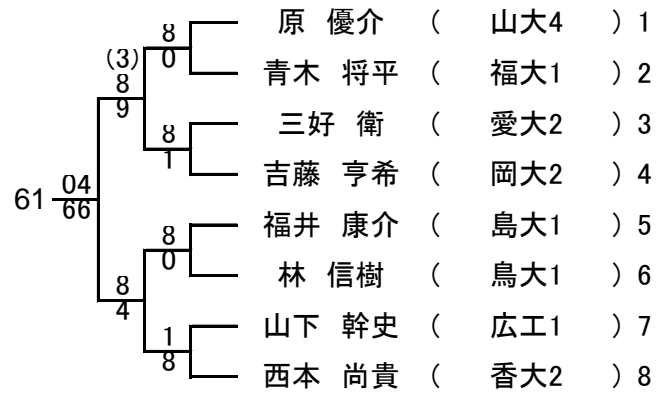 原 優介 ( 山大4 ) 1
8
0
青木 将平 ( 福大1 ) 2
(3)
8
9
三好 衛 ( 愛大2 ) 3
8
1
吉藤 亨希 ( 岡大2 ) 4
61 04
66
福井 康介 ( 島大1 ) 5
8
0
林 信樹 ( 鳥大1 ) 6
8
4
山下 幹史 ( 広工1 ) 7
1
8
西本 尚貴 ( 香大2 ) 8